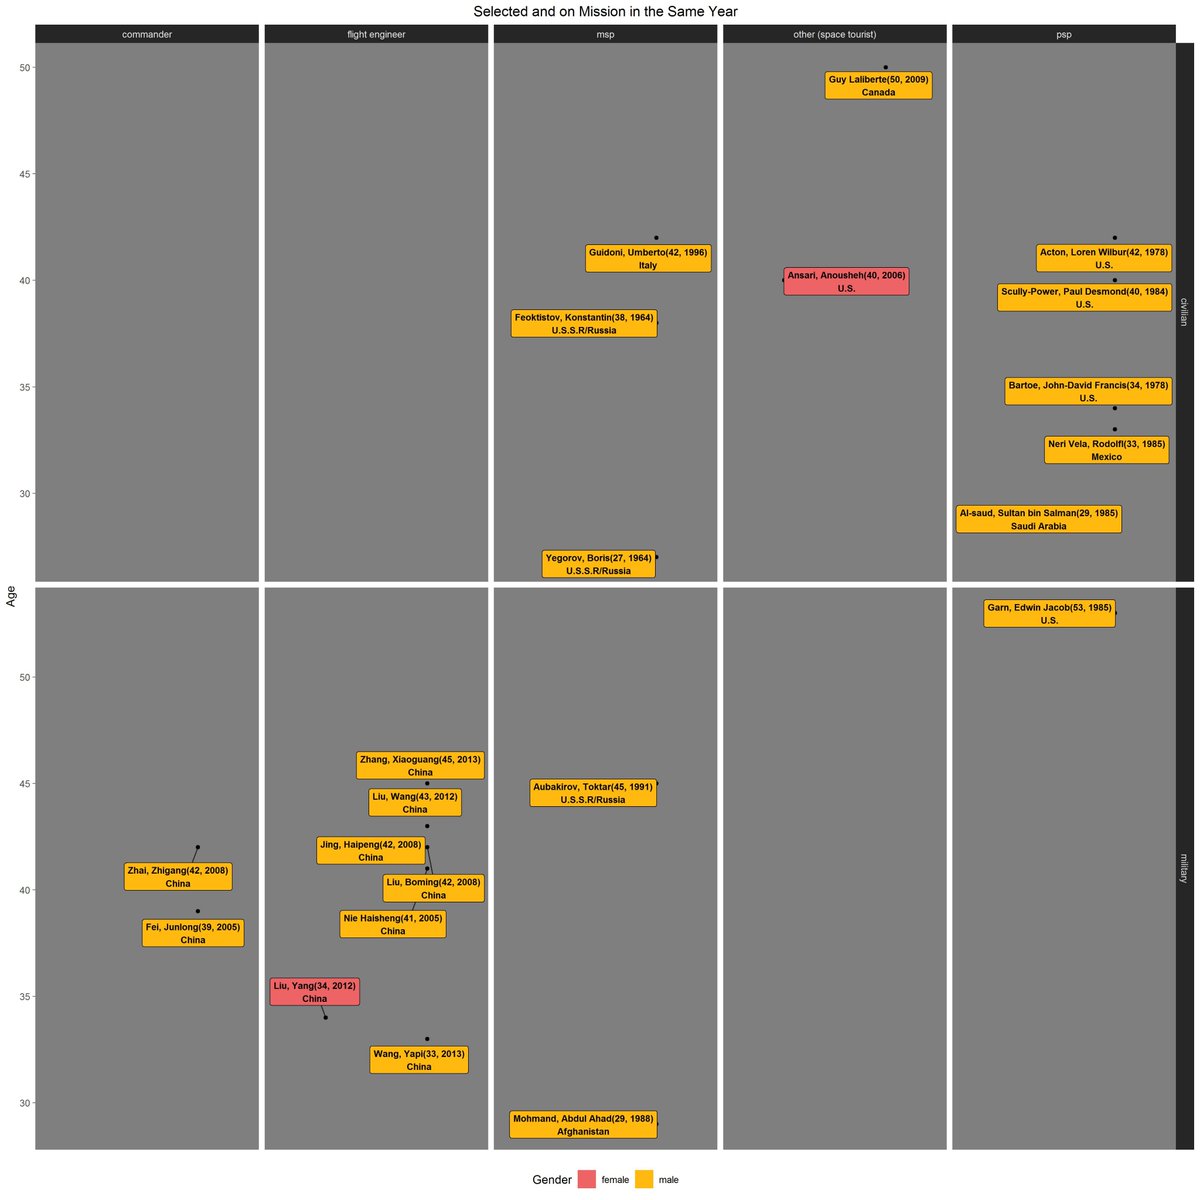 Selected and on Mission in the Same Year
commander
flight engineer
msp
other (space tourist)
psp
50
Guy Laliberte(50, 2009)
Canada
45
Guidoni, Umberto(42, 1996)
Italy
Acton, Loren Wilbur(42, 1978)
U.S.
40
Ansari, Anousheh(40, 2006)
U.S.
Scully-Power, Paul Desmond(40, 1984)
U.S.
civilian
Feoktistov, Konstantin(38, 1964)
U.S.S.R/Russia
35
Bartoe, John-David Francis(34, 1978)
U.S.
Neri Vela, Rodolfl(33, 1985)
Mexico
30
Al-saud, Sultan bin Salman(29, 1985)
Saudi Arabia
Yegorov, Boris(27, 1964)
U.S.S.R/Russia
Age
Garn, Edwin Jacob(53, 1985)
U.S.
50
Zhang, Xiaoguang(45, 2013)
China
45
Aubakirov, Toktar(45, 1991)
U.S.S.R/Russia
Liu, Wang(43, 2012)
China
Jing, Haipeng(42, 2008)
China
Zhai, Zhigang(42, 2008)
China
military
40
Liu, Boming(42, 2008)
China
Nie Haisheng(41, 2005)
China
Fei, Junlong(39, 2005)
China
35
Liu, Yang(34, 2012)
China
Wang, Yapi(33, 2013)
China
30
Mohmand, Abdul Ahad(29, 1988)
Afghanistan
Gender
female
male